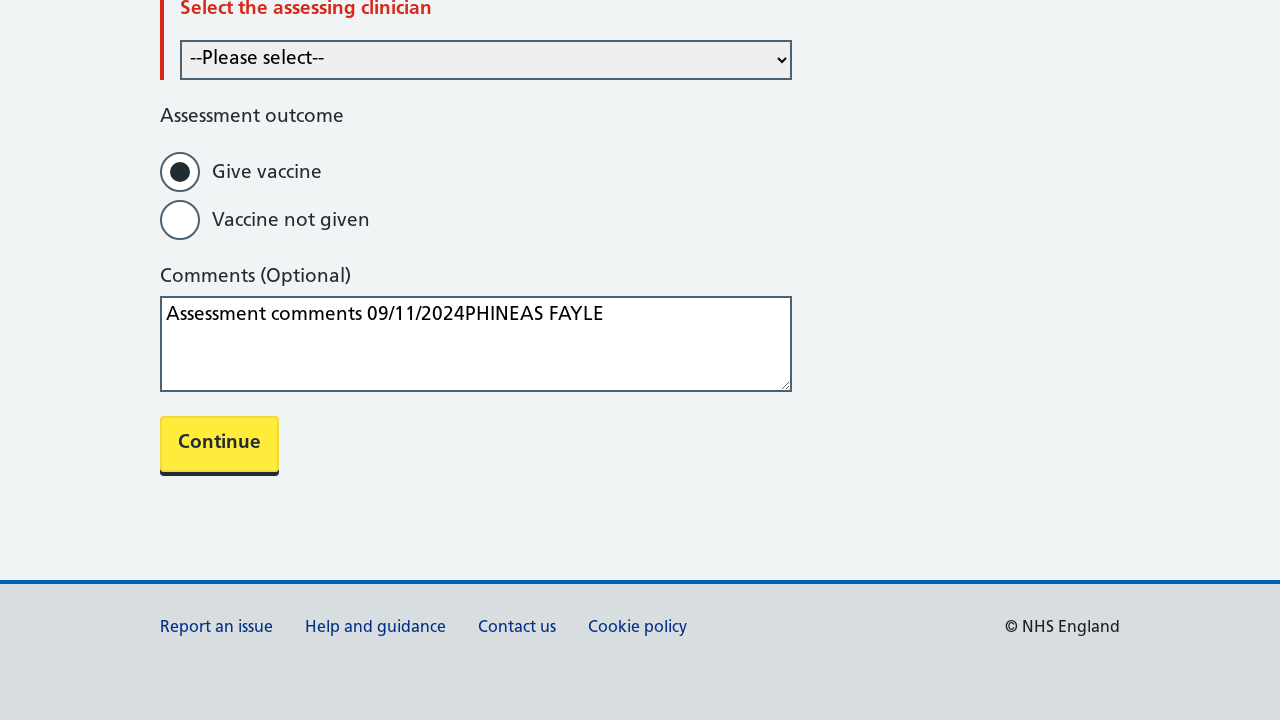 Select the assessing clinician
--Please select--
Assessment outcome
Give vaccine
Vaccine not given
Comments (Optional)
Assessment comments 09/11/2024PHINEAS FAYLE
Continue
Report an issue Help and guidance Contact us Cookie policy © NHS England